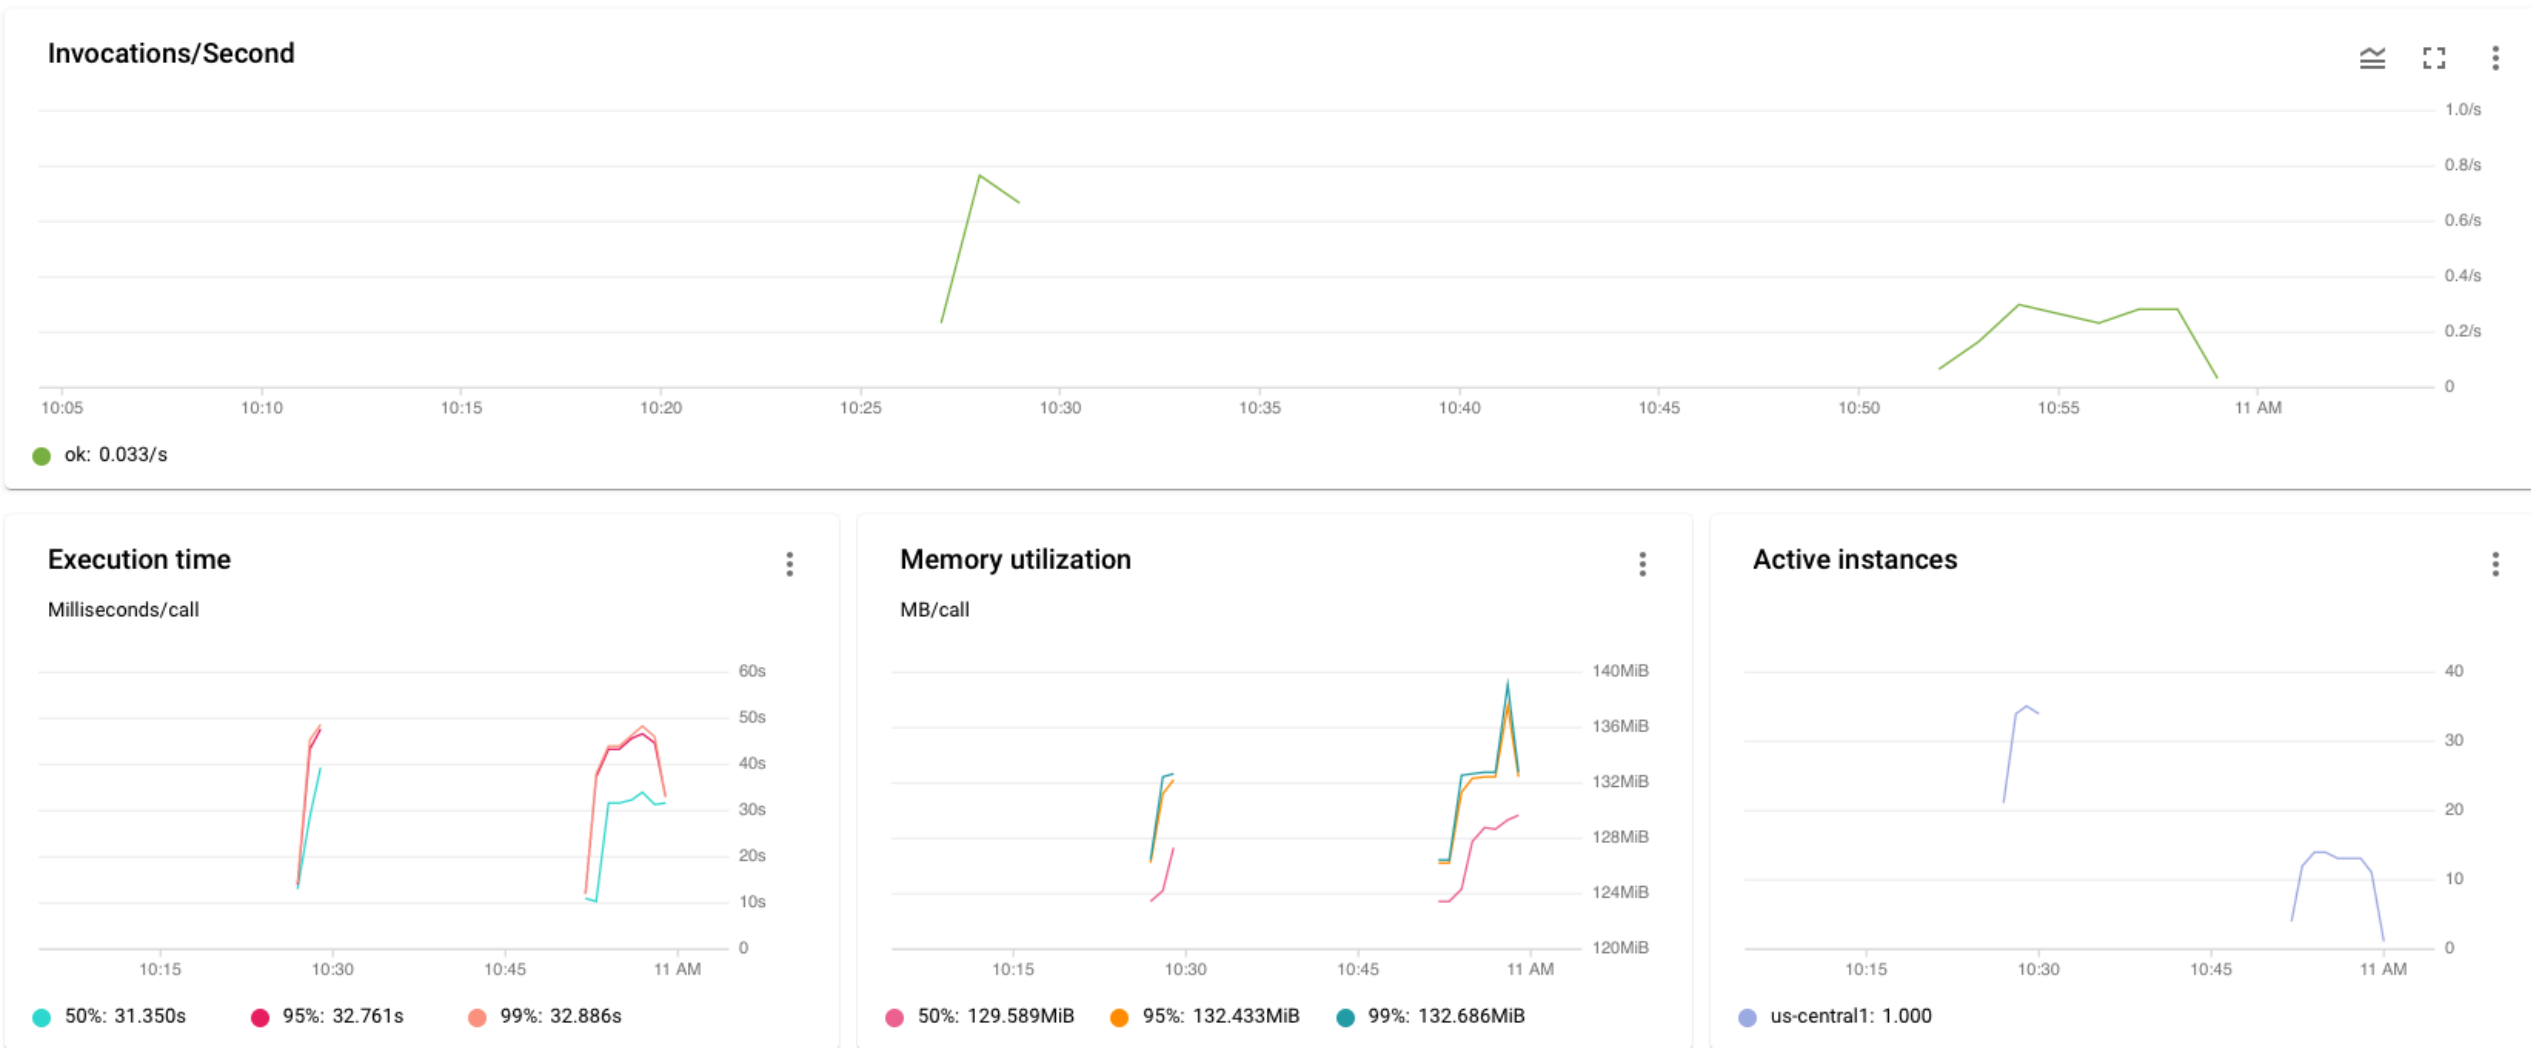 Invocations/Second
1.0/s
0.8/s
0.6/s
0.4/s
0.2/s
0
10:05 10:10 10:15 10:20 10:25 10:30 10:35 10:40 10:45 10:50 10:55 11 AM
ok: 0.033/s
Execution time
Milliseconds/call
60s
50s
40s
30s
20s
10s
0
10:15 10:30 10:45 11 AM
50%: 31.350s 95%: 32.761s 99%: 32.886s
Memory utilization
MB/call
140MiB
136MiB
132MiB
128MiB
124MiB
120MiB
10:15 10:30 10:45 11 AM
50%: 129.589MiB 95%: 132.433MiB 99%: 132.686MiB
Active instances
40
30
20
10
0
10:15 10:30 10:45 11 AM
us-central1: 1.000